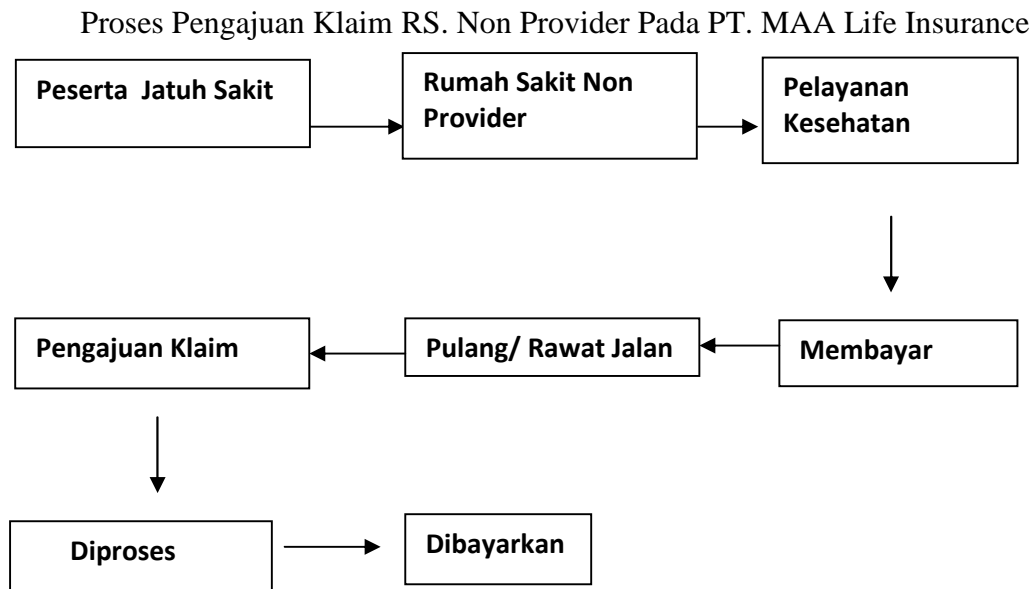 Proses Pengajuan Klaim RS. Non Provider Pada PT. MAA Life Insurance
Peserta Jatuh Sakit
Rumah Sakit Non
Provider
Pelayanan
Kesehatan
Membayar
Pulang/ Rawat Jalan
Pengajuan Klaim
Diproses
Dibayarkan